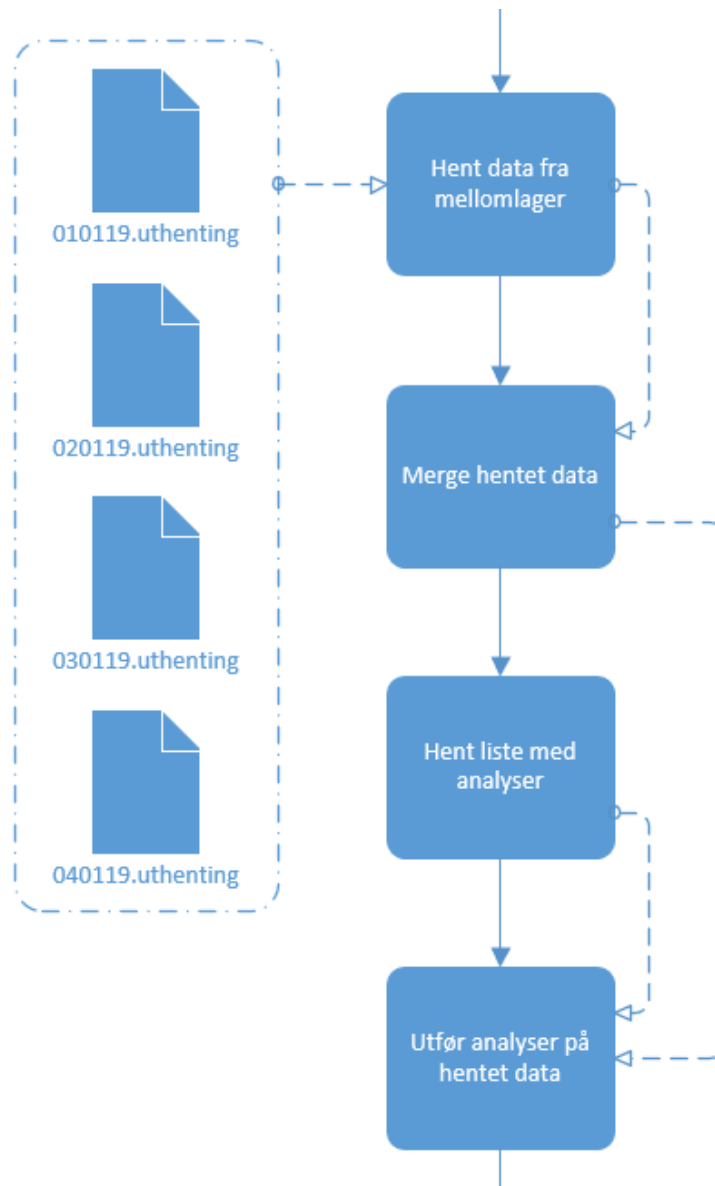 010119.uthenting
020119.uthenting
030119.uthenting
040119.uthenting
Hent data fra
mellomlager
Merge hentet data
Hent liste med
analyser
Utfør analyser på
hentet data